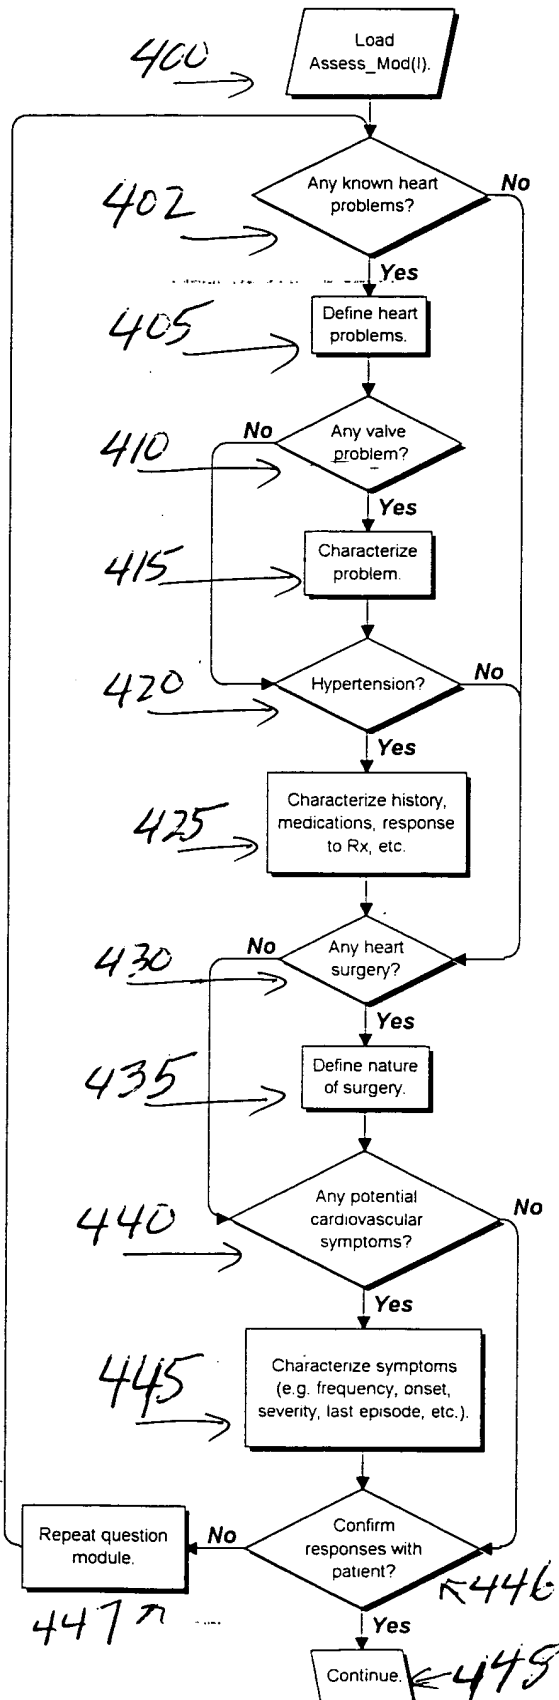 400
Load
Assess_Mod(I).
402
Any known heart
problems?
No
Yes
405
Define heart
problems.
410
No
Any valve
problem?
Yes
415
Characterize
problem.
420
Hypertension?
No
Yes
425
Characterize history,
medications, response
to Rx, etc.
430
No
Any heart
surgery?
Yes
435
Define nature
of surgery.
440
Any potential
cardiovascular
symptoms?
No
Yes
445
Characterize symptoms
(e.g. frequency, onset,
severity, last episode, etc.).
Repeat question
module.
No
Confirm
responses with
patient?
447
446
Yes
Continue.
448